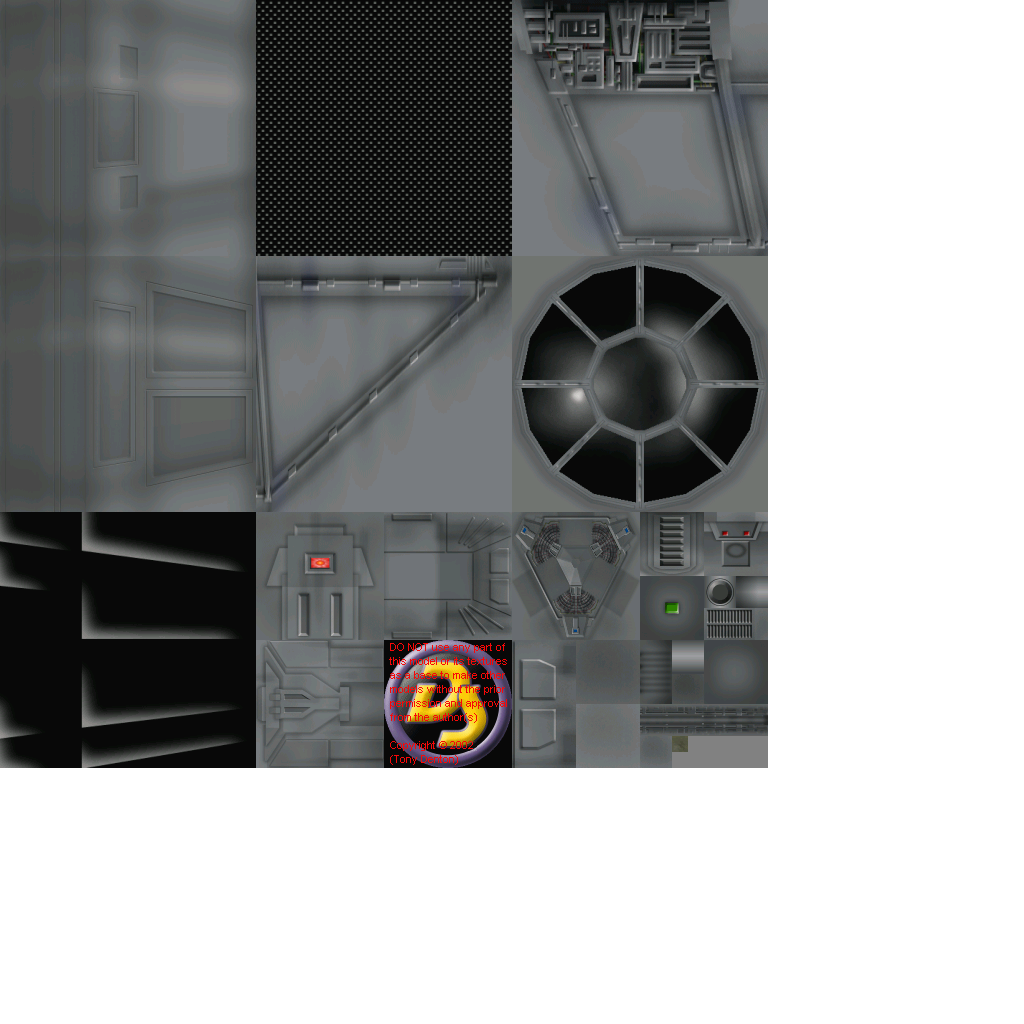 DO NOT use any part of
this model or its textures
as a base to make other
models without the prior
permission and approval
from the author(s)
Copyright © 2002
(Tony